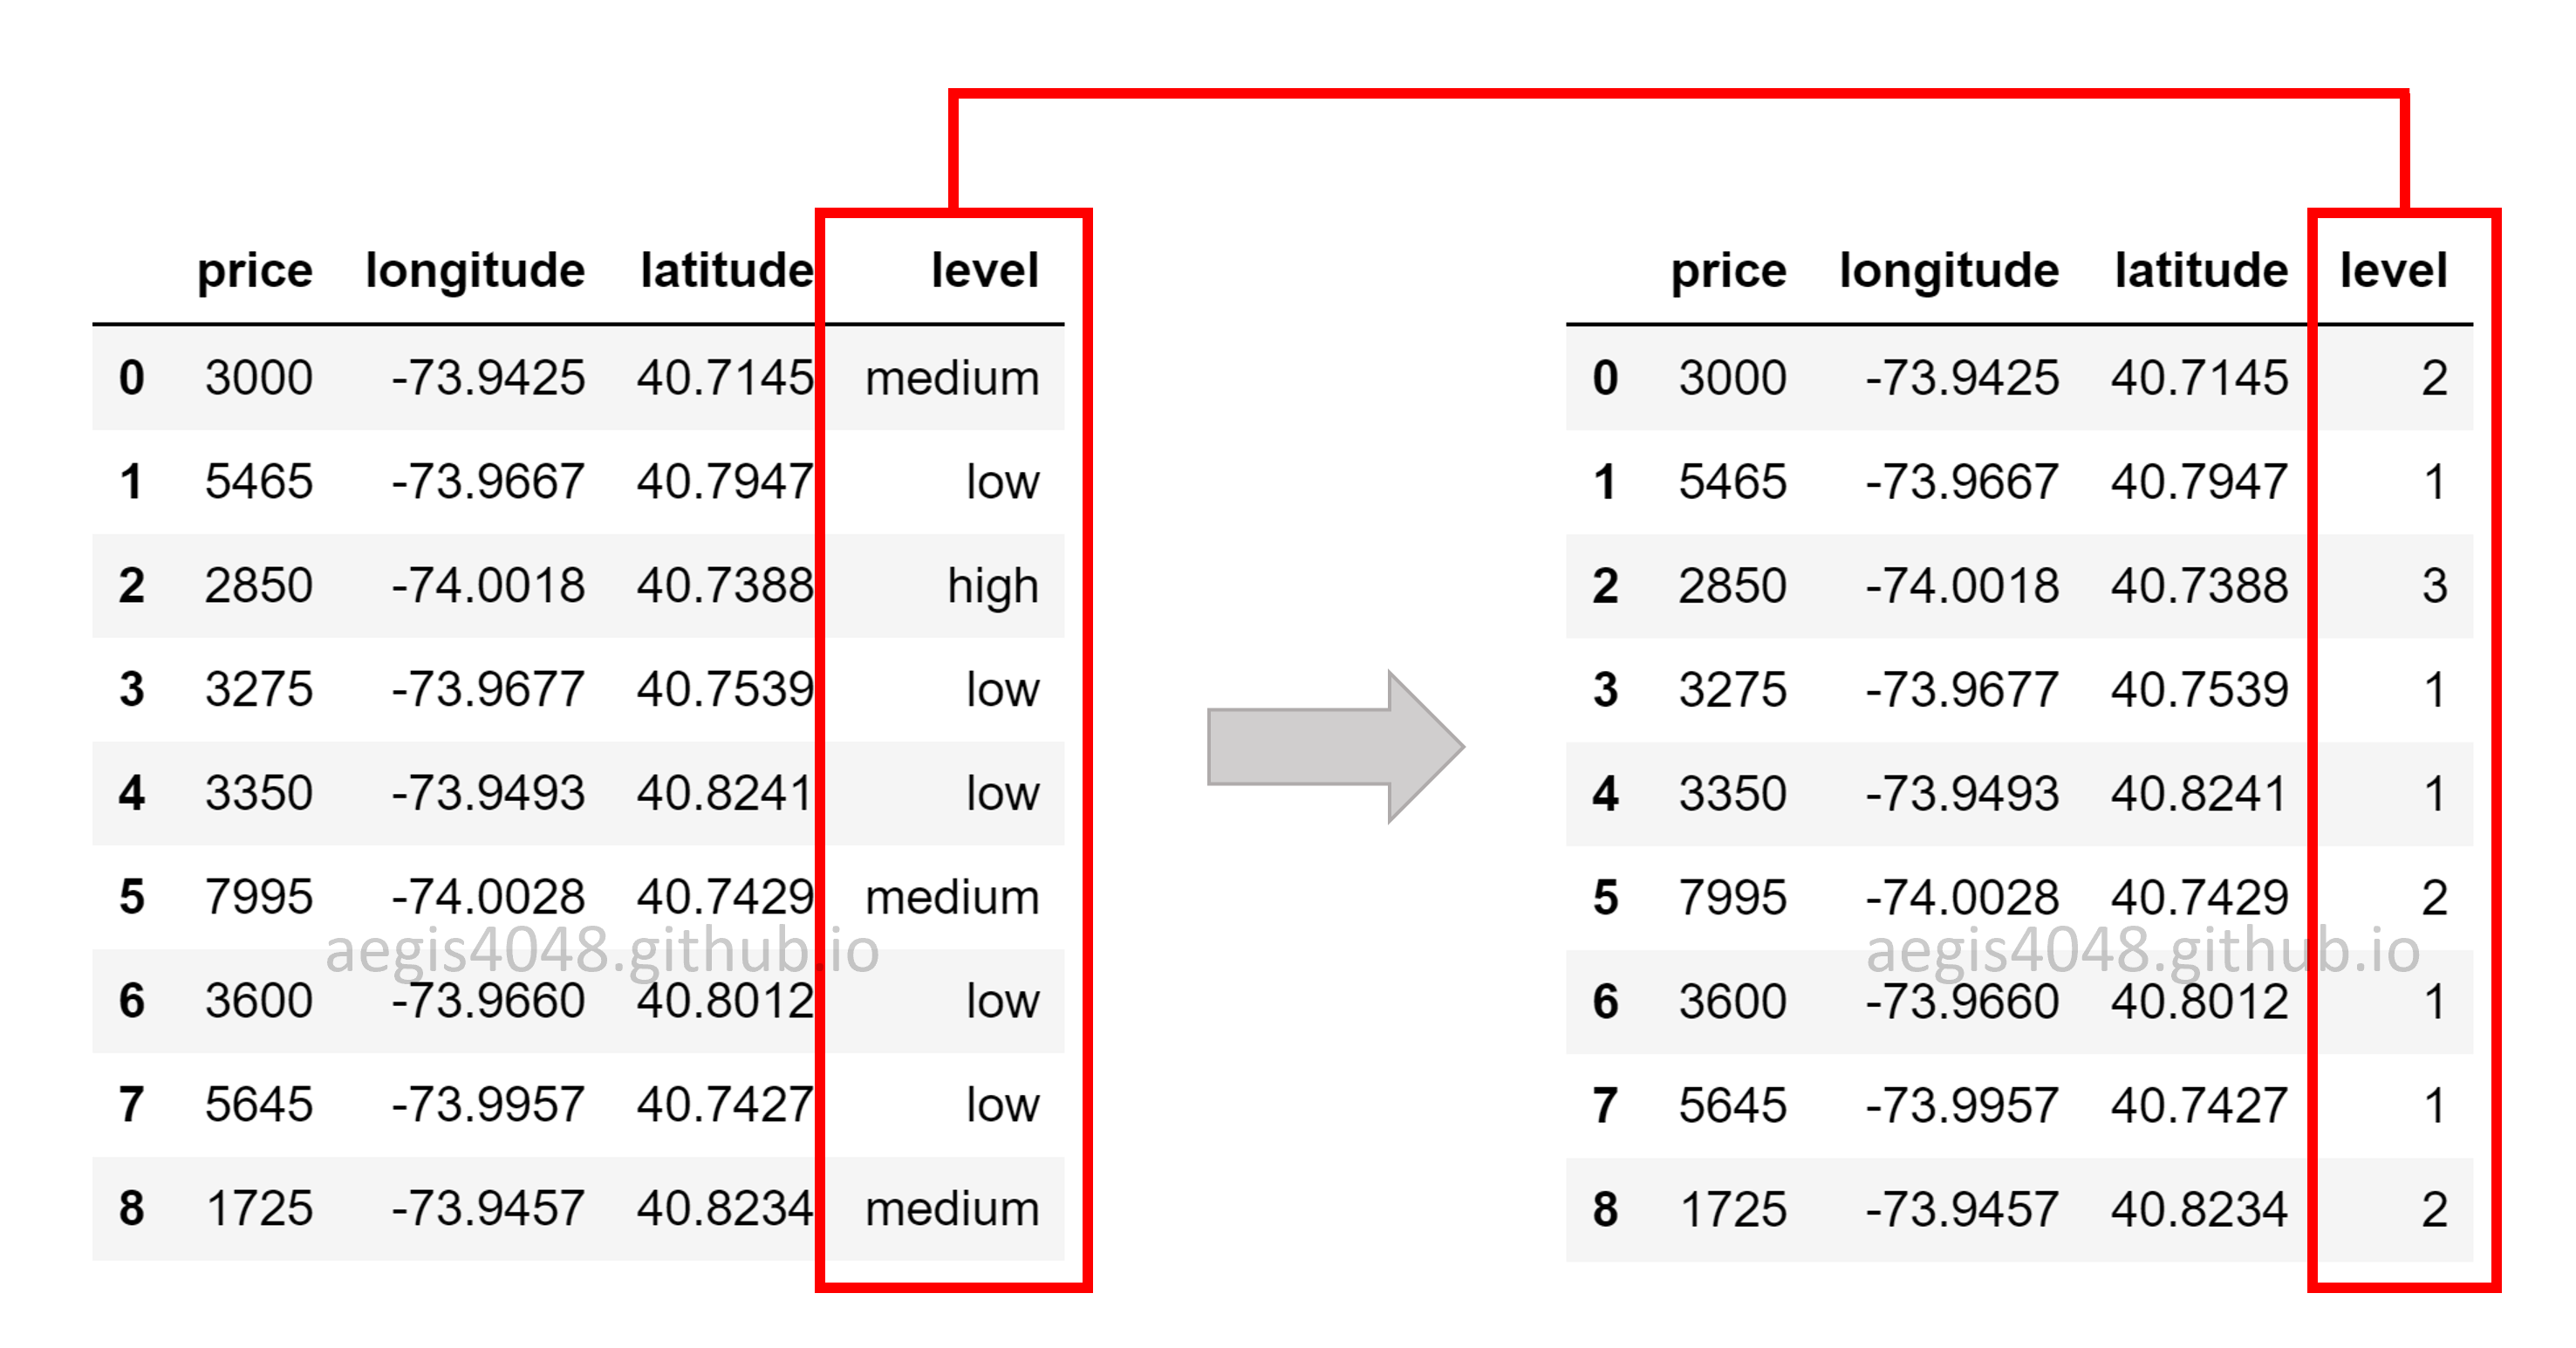 price longitude latitude level
0 3000 -73.9425 40.7145 medium
1 5465 -73.9667 40.7947 low
2 2850 -74.0018 40.7388 high
3 3275 -73.9677 40.7539 low
4 3350 -73.9493 40.8241 low
5 7995 -74.0028 40.7429 medium
aegis4048.github.io
6 3600 -73.9660 40.8012 low
7 5645 -73.9957 40.7427 low
8 1725 -73.9457 40.8234 medium
price longitude latitude level
0 3000 -73.9425 40.7145 2
1 5465 -73.9667 40.7947 1
2 2850 -74.0018 40.7388 3
3 3275 -73.9677 40.7539 1
4 3350 -73.9493 40.8241 1
5 7995 -74.0028 40.7429 2
aegis4048.github.io
6 3600 -73.9660 40.8012 1
7 5645 -73.9957 40.7427 1
8 1725 -73.9457 40.8234 2